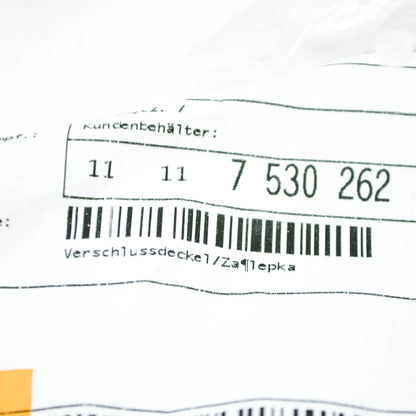 Kundenbehälter:
11 11 7 530 262
Verschlussdeckel/Za¶lepka